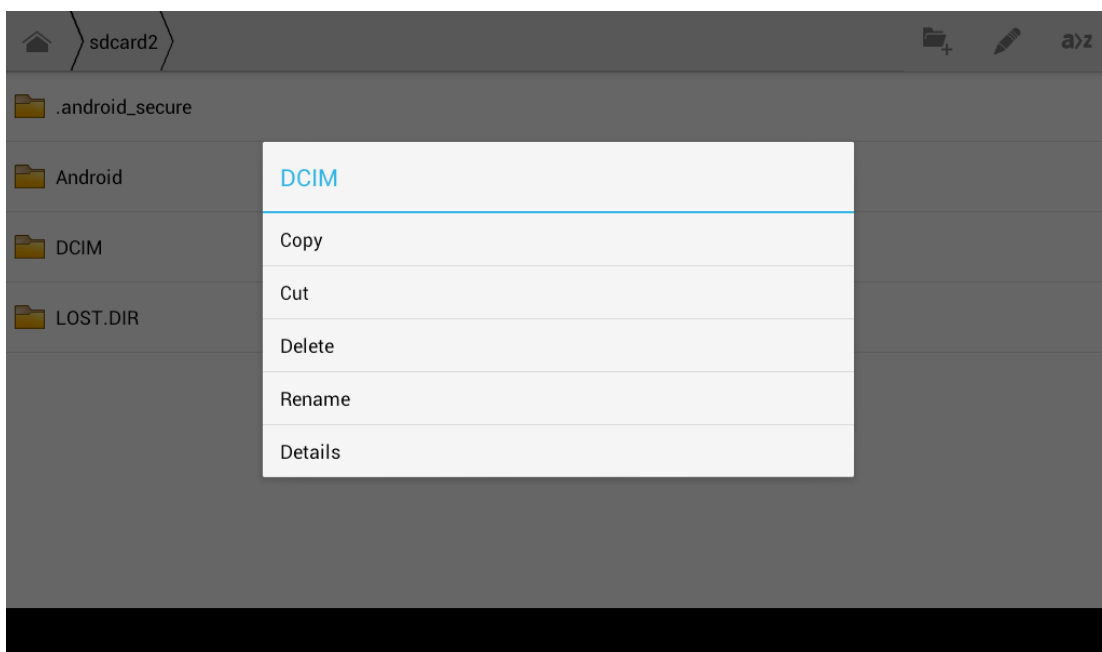 sdcard2
a>z
.android_secure
Android
DCIM
LOST.DIR
DCIM
Copy
Cut
Delete
Rename
Details